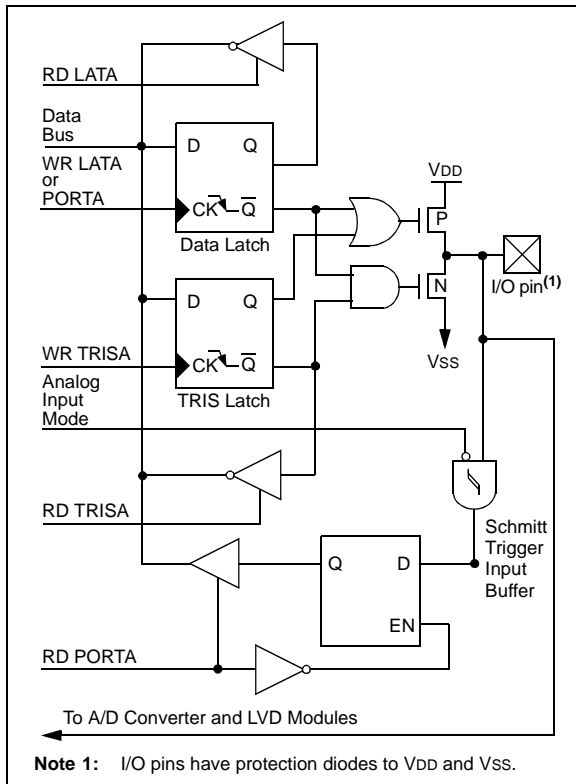 RD LATA
Data
Bus
D Q
WR LATA
or
PORTA
CK Q
Data Latch
VDD
P
N
I/O pin(1)
VSS
D Q
WR TRISA
CK Q
TRIS Latch
Analog
Input
Mode
RD TRISA
Schmitt
Trigger
Input
Buffer
Q D
EN
RD PORTA
To A/D Converter and LVD Modules
Note 1: I/O pins have protection diodes to VDD and VSS.